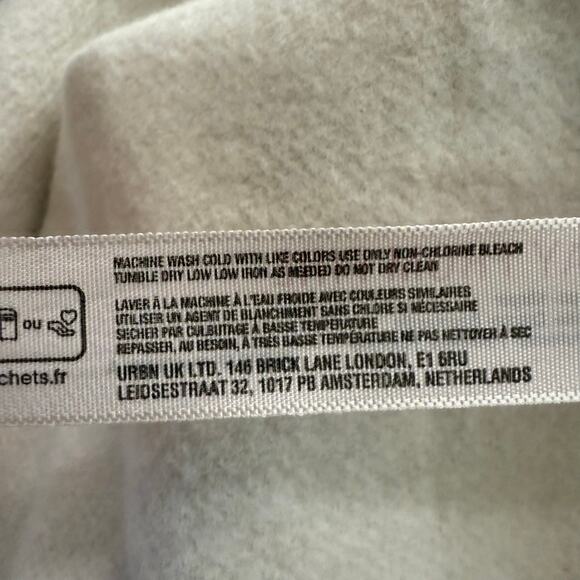 MACHINE WASH COLD WITH LIKE COLORS USE ONLY NON-CHLORINE BLEACH
TUMBLE DRY LOW LOW IRON AS NEEDED DO NOT DRY CLEAN
LAVER À LA MACHINE À L'EAU FROIDE AVEC COULEURS SIMILAIRES
UTILISER UN AGENT DE BLANCHIMENT SANS CHLORE SI NÉCESSAIRE
SÉCHER PAR CULBUTAGE À BASSE TEMPÉRATURE
REPASSER, AU BESOIN, À TRÈS BASSE TEMPÉRATURE NE PAS NETTOYER À SEC
URBN UK LTD. 146 BRICK LANE LONDON, E1 6RU
LEIDSESTRAAT 32, 1017 PB AMSTERDAM, NETHERLANDS
OU
chets.fr